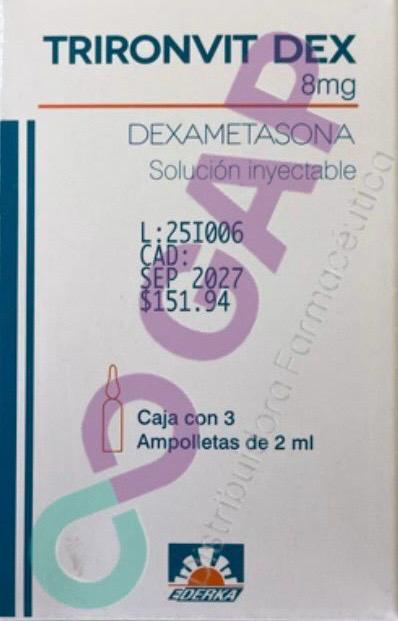 TRIRONVIT DEX
8mg
DEXAMETASONA
Solución inyectable
L:25I006
CAD:
SEP 2027
$151.94
Caja con 3
Ampolletas de 2 ml
EDERKA
GAP
Distribuidora Farmacéutica